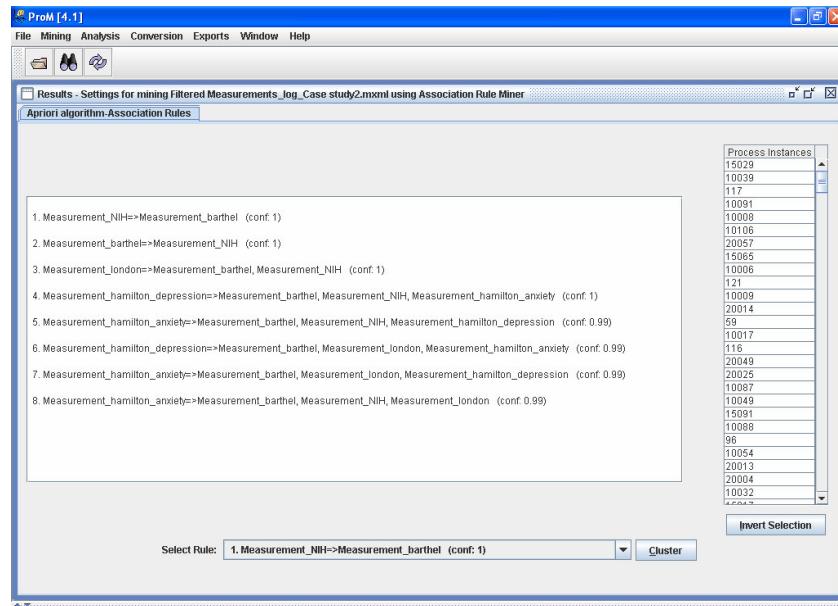 ProM [4.1]
File Mining Analysis Conversion Exports Window Help
Results - Settings for mining Filtered Measurements_log_Case study2.mxml using Association Rule Miner
Apriori algorithm-Association Rules
1. Measurement_NIH=>Measurement_barthel (conf: 1)
2. Measurement_barthel=>Measurement_NIH (conf: 1)
3. Measurement_london=>Measurement_barthel, Measurement_NIH (conf: 1)
4. Measurement_hamilton_depression=>Measurement_barthel, Measurement_NIH, Measurement_hamilton_anxiety (conf: 1)
5. Measurement_hamilton_anxiety=>Measurement_barthel, Measurement_NIH, Measurement_hamilton_depression (conf: 0.99)
6. Measurement_hamilton_depression=>Measurement_barthel, Measurement_london, Measurement_hamilton_anxiety (conf: 0.99)
7. Measurement_hamilton_anxiety=>Measurement_barthel, Measurement_london, Measurement_hamilton_depression (conf: 0.99)
8. Measurement_hamilton_anxiety=>Measurement_barthel, Measurement_NIH, Measurement_london (conf: 0.99)
Process Instances
15029
10039
117
10091
10008
10106
20057
15065
10006
121
10009
20014
59
10017
116
20049
20025
10087
10049
15091
10088
96
10054
20013
20004
10032
Invert Selection
Select Rule: 1. Measurement_NIH=>Measurement_barthel (conf: 1) Cluster